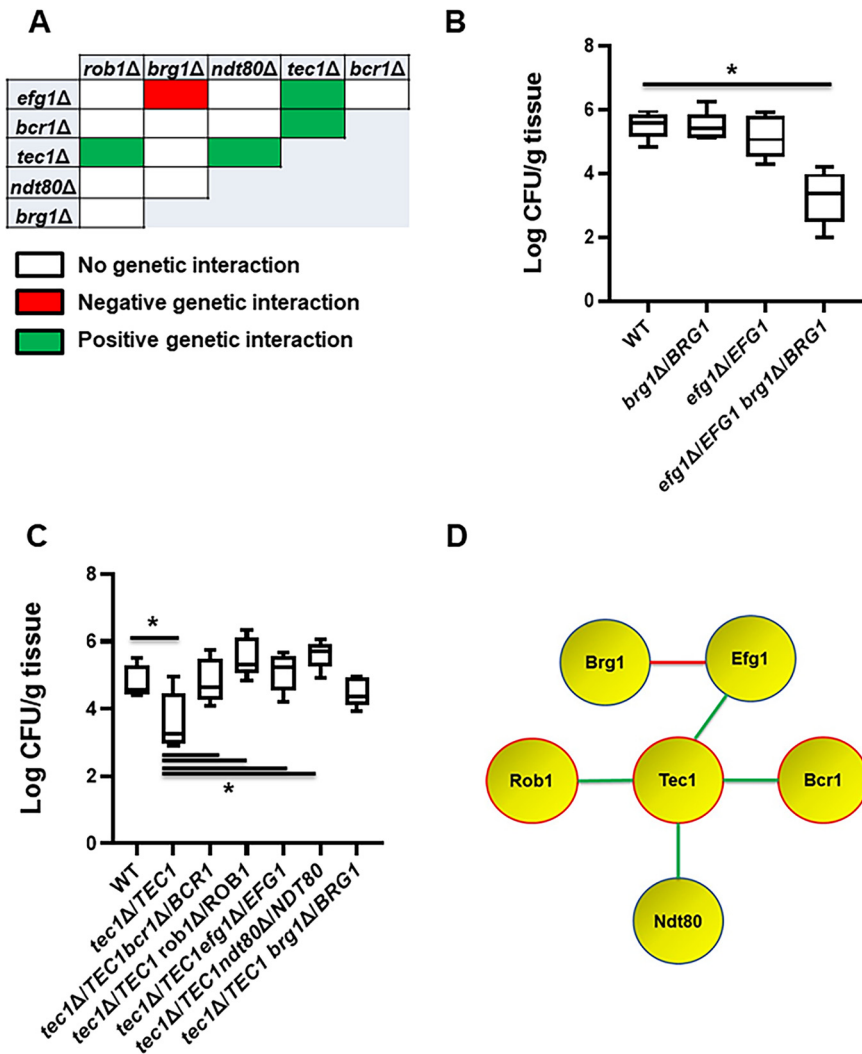 A
rob1Δ brg1Δ ndt80Δ tec1Δ bcr1Δ
efg1Δ
bcr1Δ
tec1Δ
ndt80Δ
brg1Δ
No genetic interaction
Negative genetic interaction
Positive genetic interaction
B
Log CFU/g tissue
8
6
4
2
0
*
WT
brg1Δ/BRG1
efg1Δ/EFG1
efg1Δ/EFG1 brg1Δ/BRG1
C
Log CFU/g tissue
8
6
4
2
0
*
*
WT
tec1Δ/TEC1
tec1Δ/TEC1bcr1Δ/BCR1
tec1Δ/TEC1 rob1Δ/ROB1
tec1Δ/TEC1efg1Δ/EFG1
tec1Δ/TEC1ndt80Δ/NDT80
tec1Δ/TEC1 brg1Δ/BRG1
D
Brg1 Efg1
Rob1 Tec1 Bcr1
Ndt80